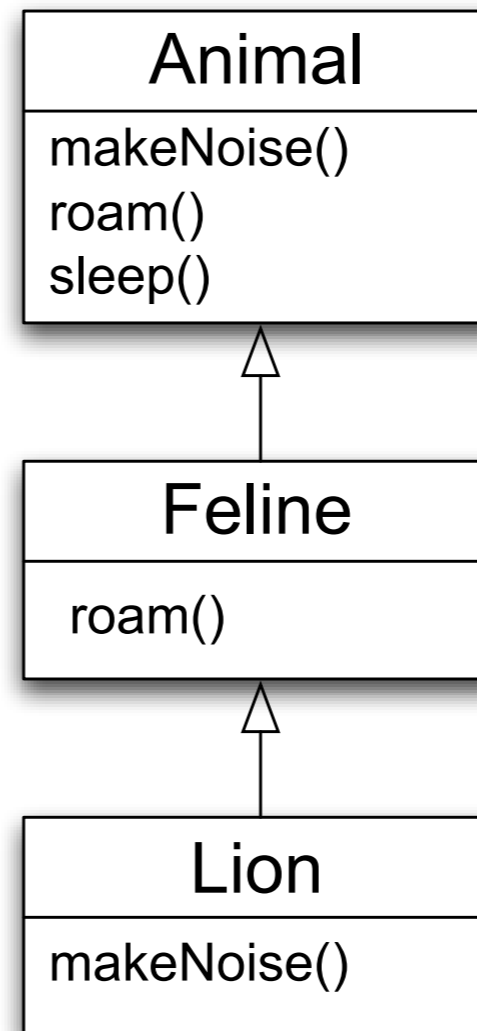 Animal
makeNoise()
roam()
sleep()
Feline
roam()
Lion
makeNoise()